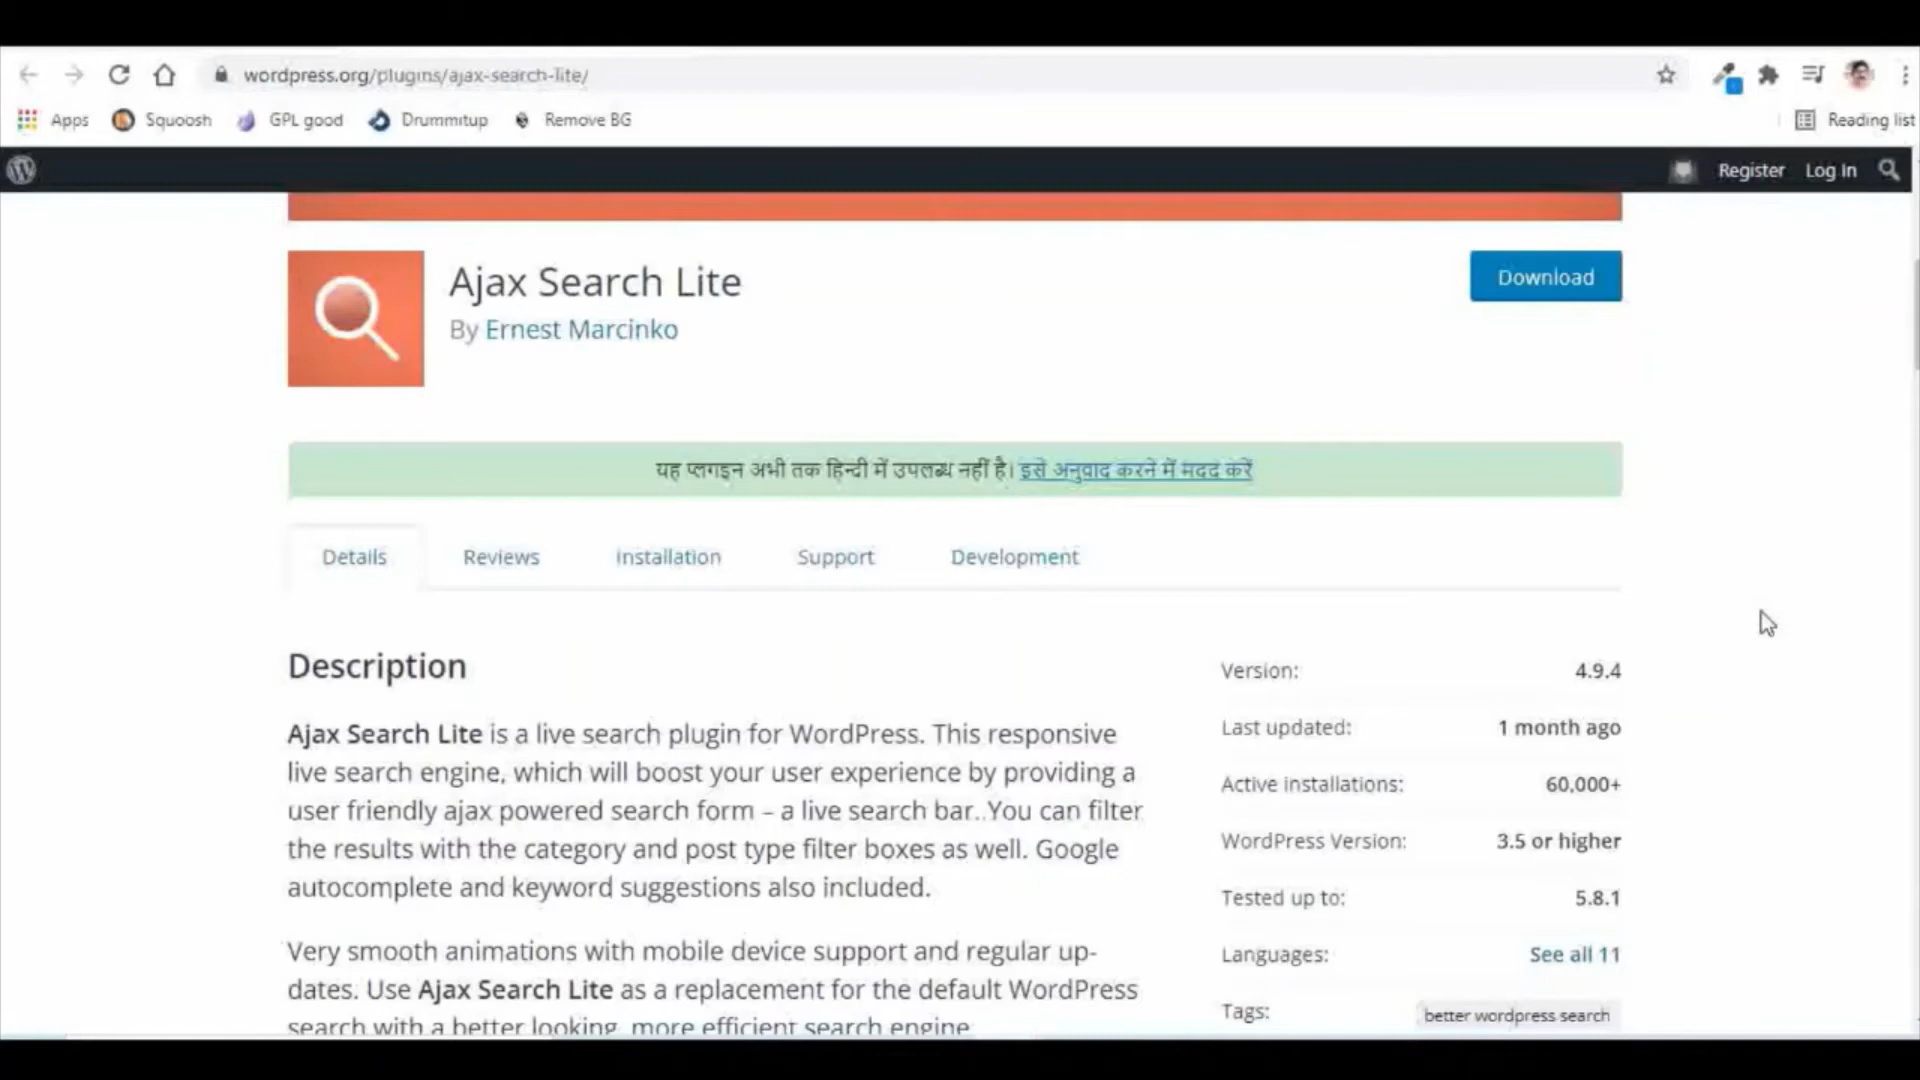 wordpress.org/plugins/ajax-search-lite/
Apps Squoosh GPL good Drummitup Remove BG Reading list
Register Log In
Ajax Search Lite
Download
By Ernest Marcinko
यह प्लगइन अभी तक हिन्दी में उपलब्ध नहीं है। इसे अनुवाद करने में मदद करें
Details Reviews Installation Support Development
Description
Ajax Search Lite is a live search plugin for WordPress. This responsive
live search engine, which will boost your user experience by providing a
user friendly ajax powered search form – a live search bar..You can filter
the results with the category and post type filter boxes as well. Google
autocomplete and keyword suggestions also included.
Very smooth animations with mobile device support and regular up-
dates. Use Ajax Search Lite as a replacement for the default WordPress
search with a better looking, more efficient search engine
Version: 4.9.4
Last updated: 1 month ago
Active installations: 60,000+
WordPress Version: 3.5 or higher
Tested up to: 5.8.1
Languages: See all 11
Tags: better wordpress search